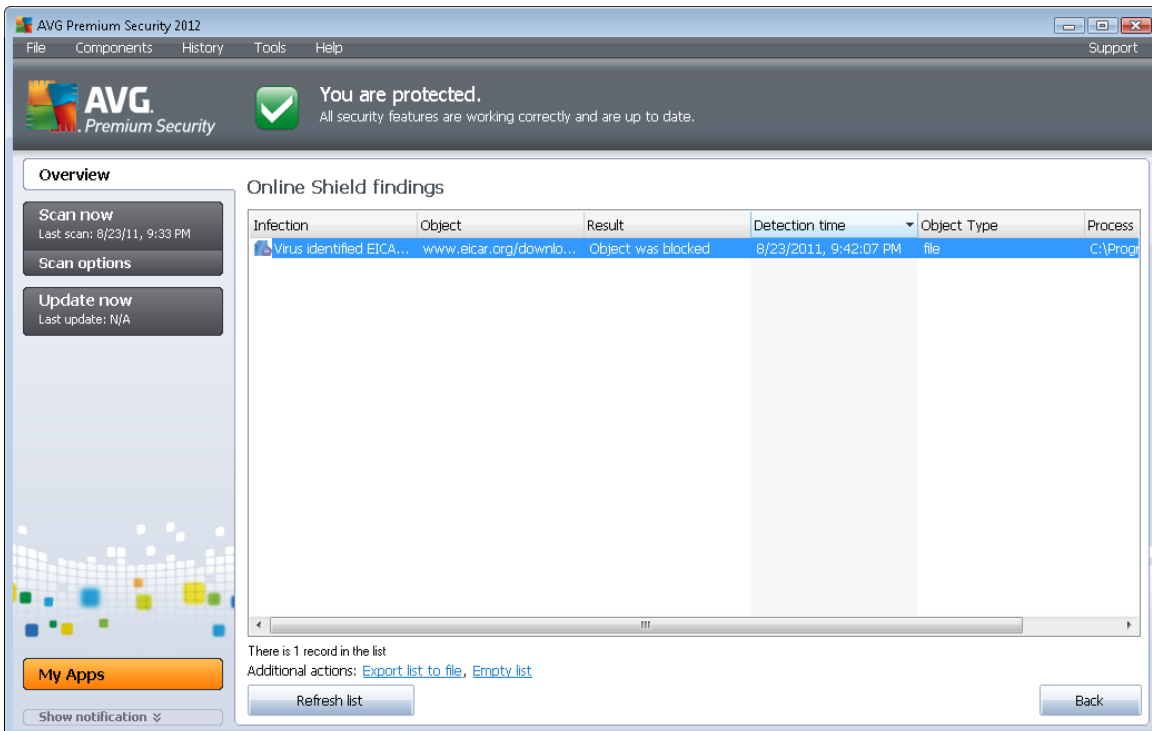 AVG Premium Security 2012
File Components History Tools Help Support
AVG.
Premium Security
You are protected.
All security features are working correctly and are up to date.
Overview
Scan now
Last scan: 8/23/11, 9:33 PM
Scan options
Update now
Last update: N/A
My Apps
Show notification
Online Shield findings
Infection Object Result Detection time Object Type Process
Virus identified EICA... www.eicar.org/downlo... Object was blocked 8/23/2011, 9:42:07 PM file C:\Progr
There is 1 record in the list
Additional actions: Export list to file, Empty list
Refresh list Back